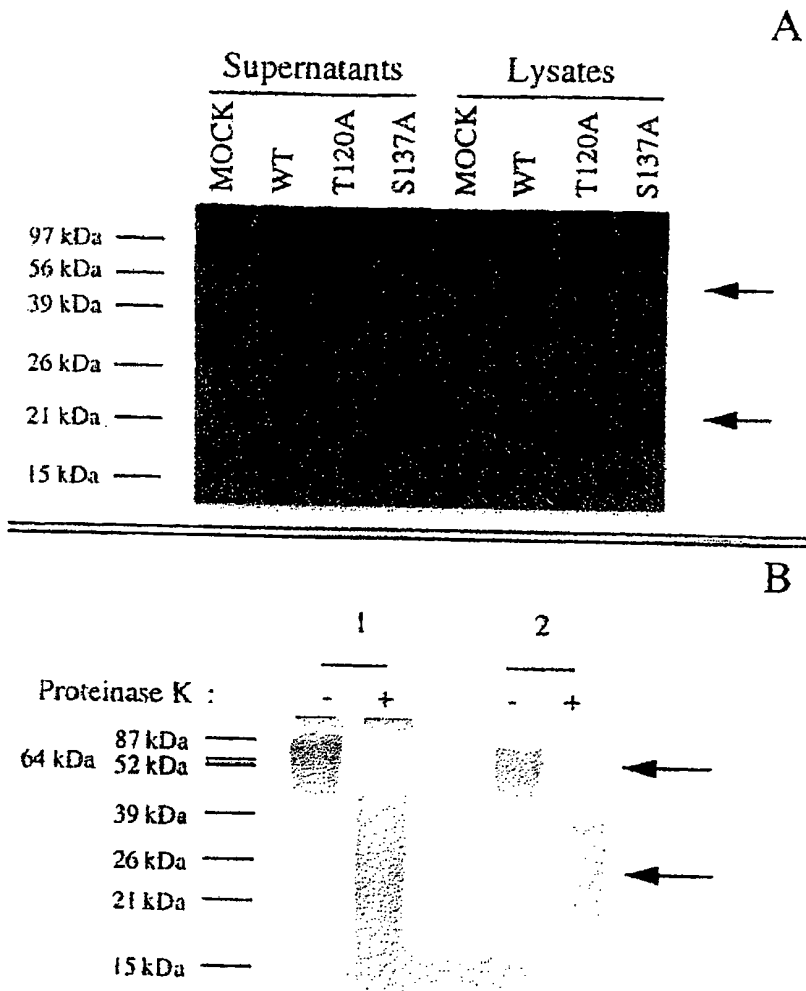 A
Supernatants Lysates
MOCK WT T120A S137A MOCK WT T120A S137A
97 kDa
56 kDa
39 kDa
26 kDa
21 kDa
15 kDa
B
1 2
Proteinase K : - + - +
87 kDa
64 kDa 52 kDa
39 kDa
26 kDa
21 kDa
15 kDa